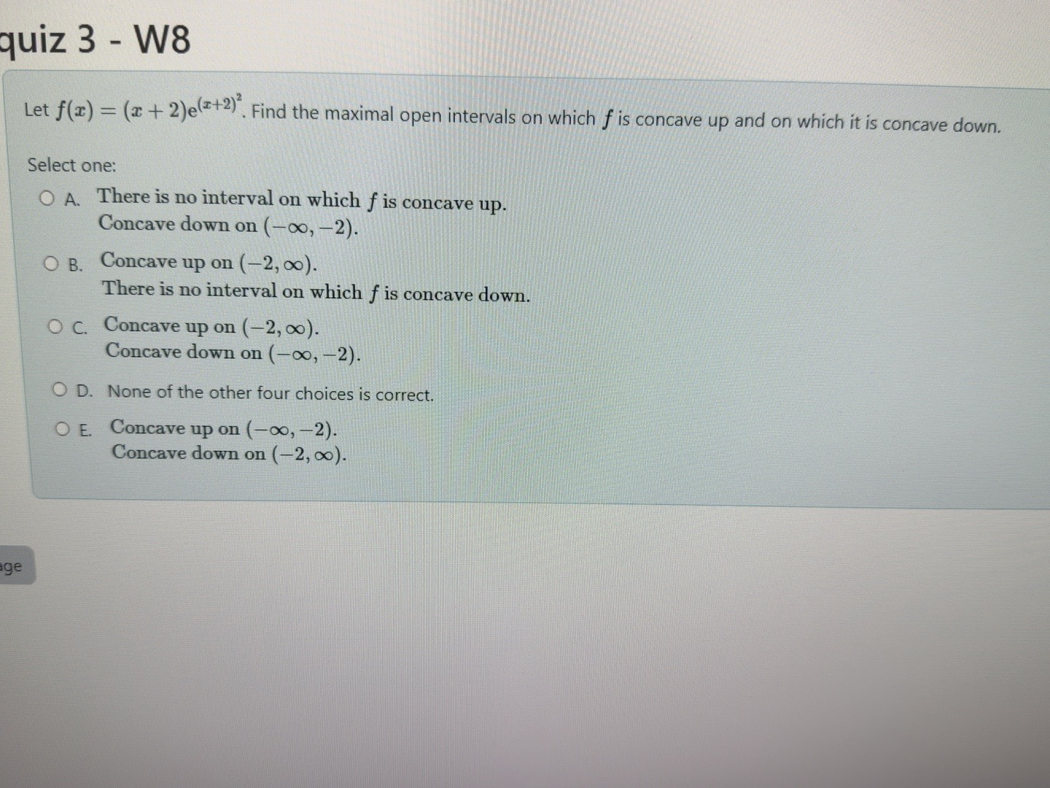 quiz 3 - W8
Let f(x) = (x + 2)e^{(x+2)^2}. Find the maximal open intervals on which f is concave up and on which it is concave down.
Select one:
A. There is no interval on which f is concave up.
Concave down on (−∞, −2).
B. Concave up on (−2, ∞).
There is no interval on which f is concave down.
C. Concave up on (−2, ∞).
Concave down on (−∞, −2).
D. None of the other four choices is correct.
E. Concave up on (−∞, −2).
Concave down on (−2, ∞).
age